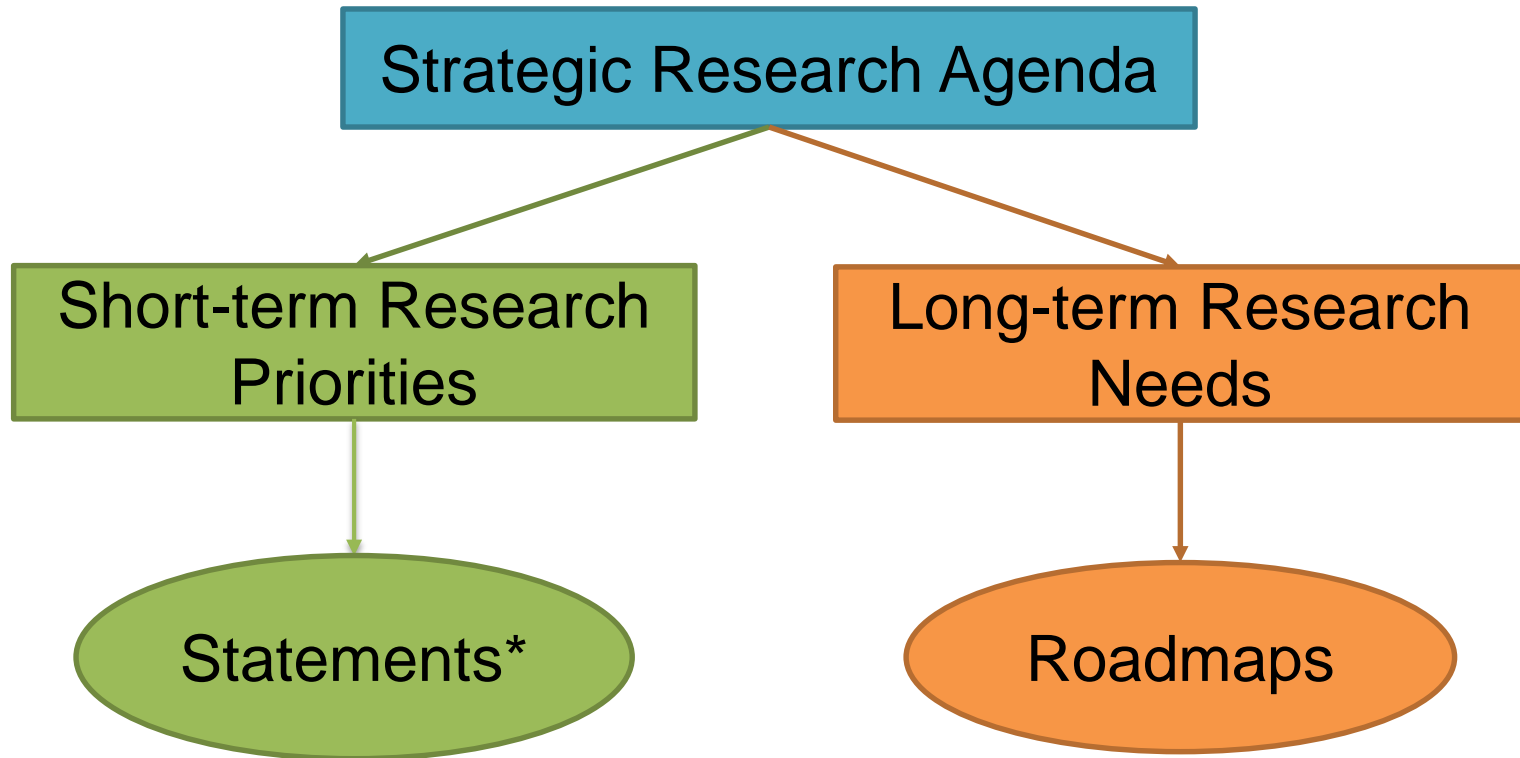 Strategic Research Agenda
Short-term Research
Priorities
Long-term Research
Needs
Statements*
Roadmaps